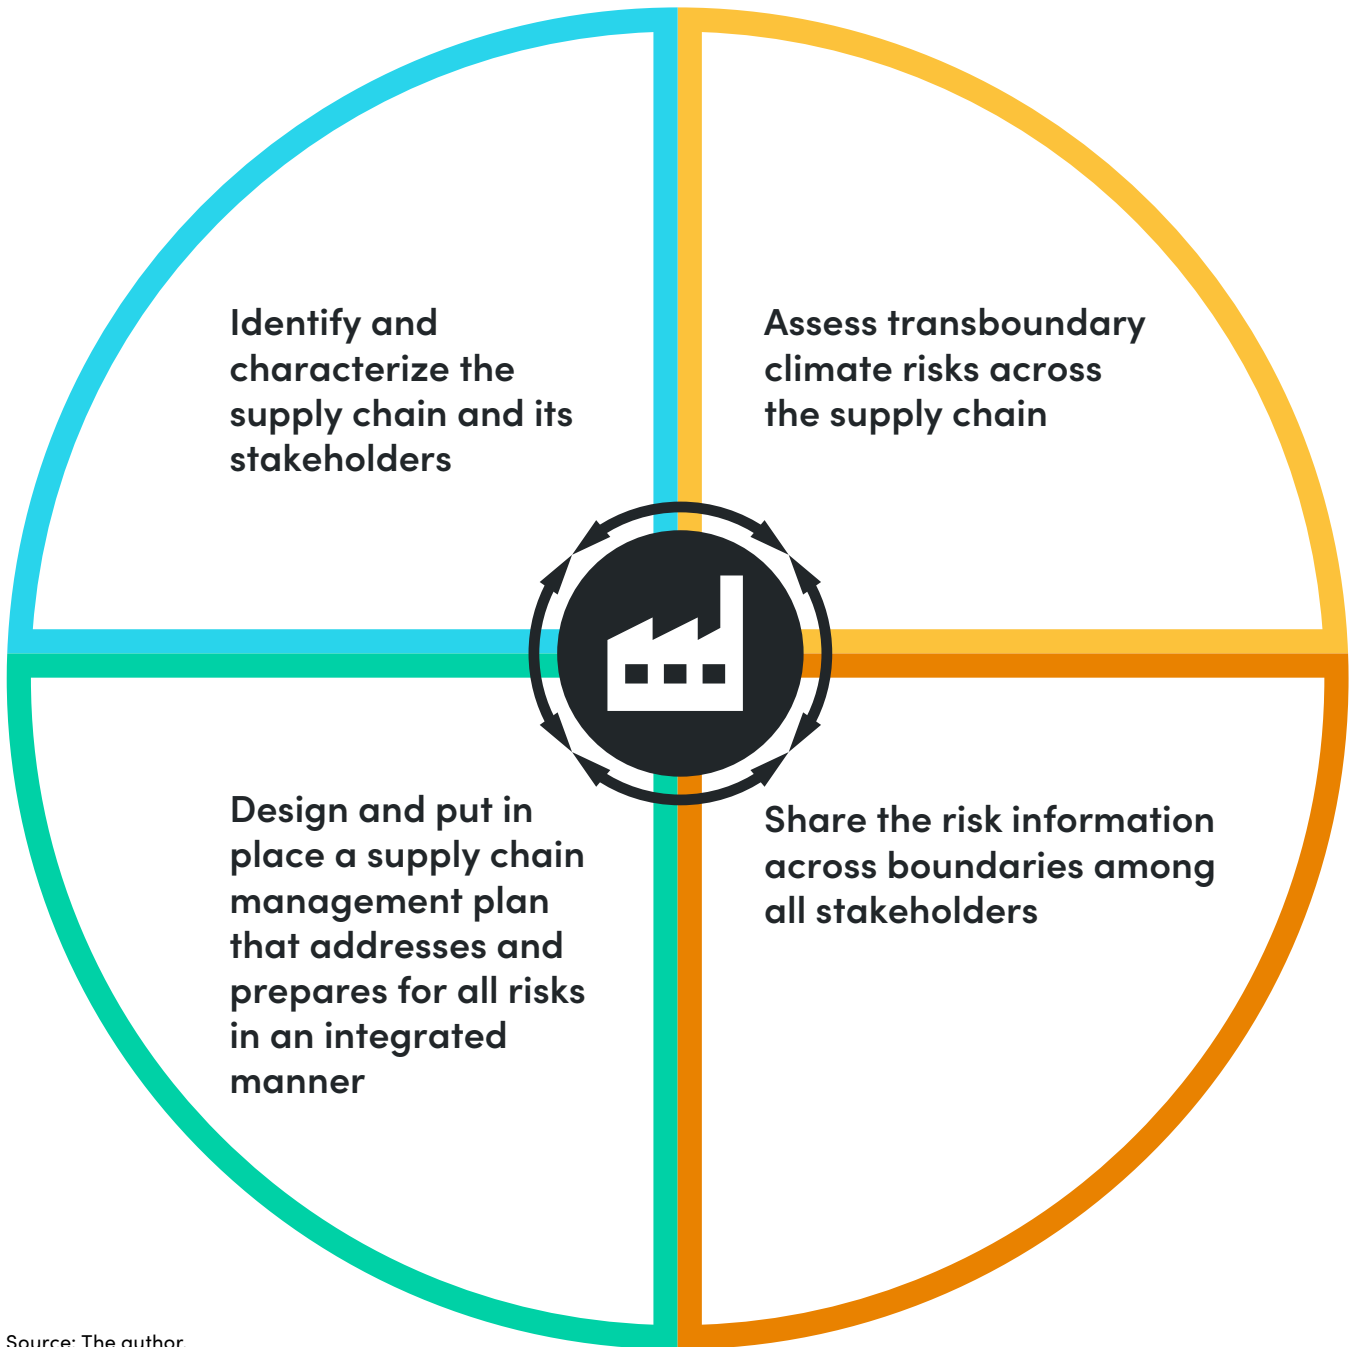 Identify and
characterize the
supply chain and its
stakeholders
Assess transboundary
climate risks across
the supply chain
Design and put in
place a supply chain
management plan
that addresses and
prepares for all risks
in an integrated
manner
Share the risk information
across boundaries among
all stakeholders
Source: The author.